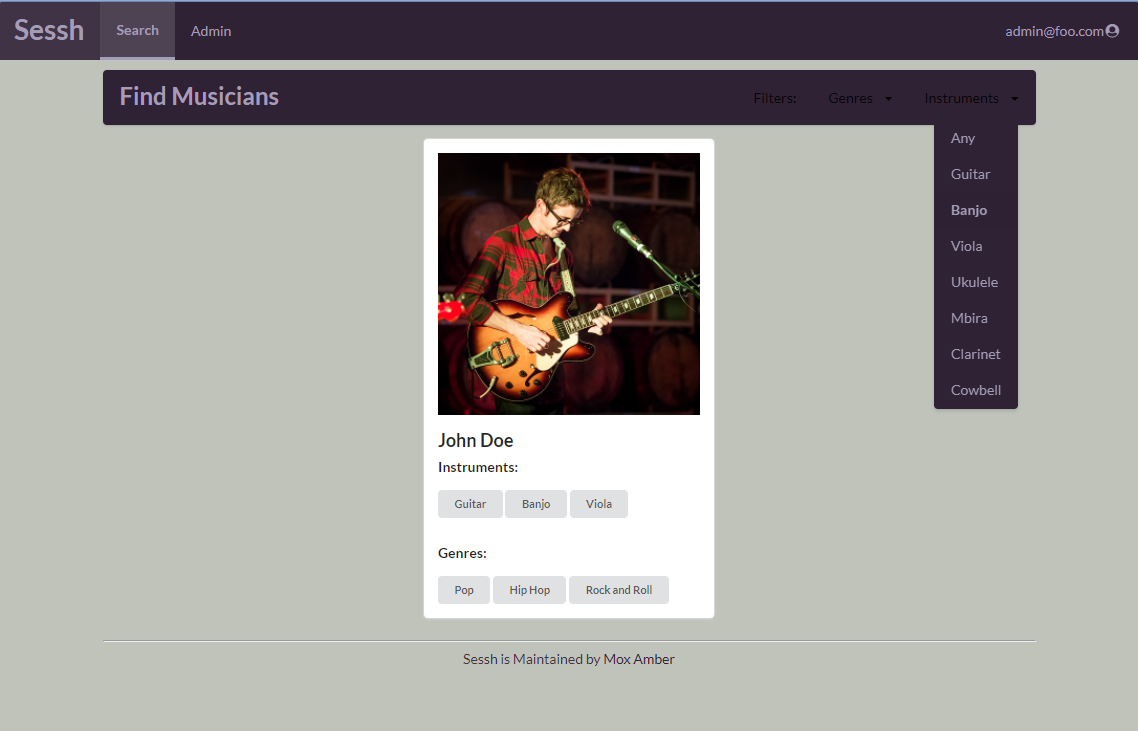 Sessh Search Admin admin@foo.com
Find Musicians Filters: Genres Instruments
Any
Guitar
Banjo
Viola
Ukulele
Mbira
Clarinet
Cowbell
John Doe
Instruments:
Guitar Banjo Viola
Genres:
Pop Hip Hop Rock and Roll
Sessh is Maintained by Mox Amber